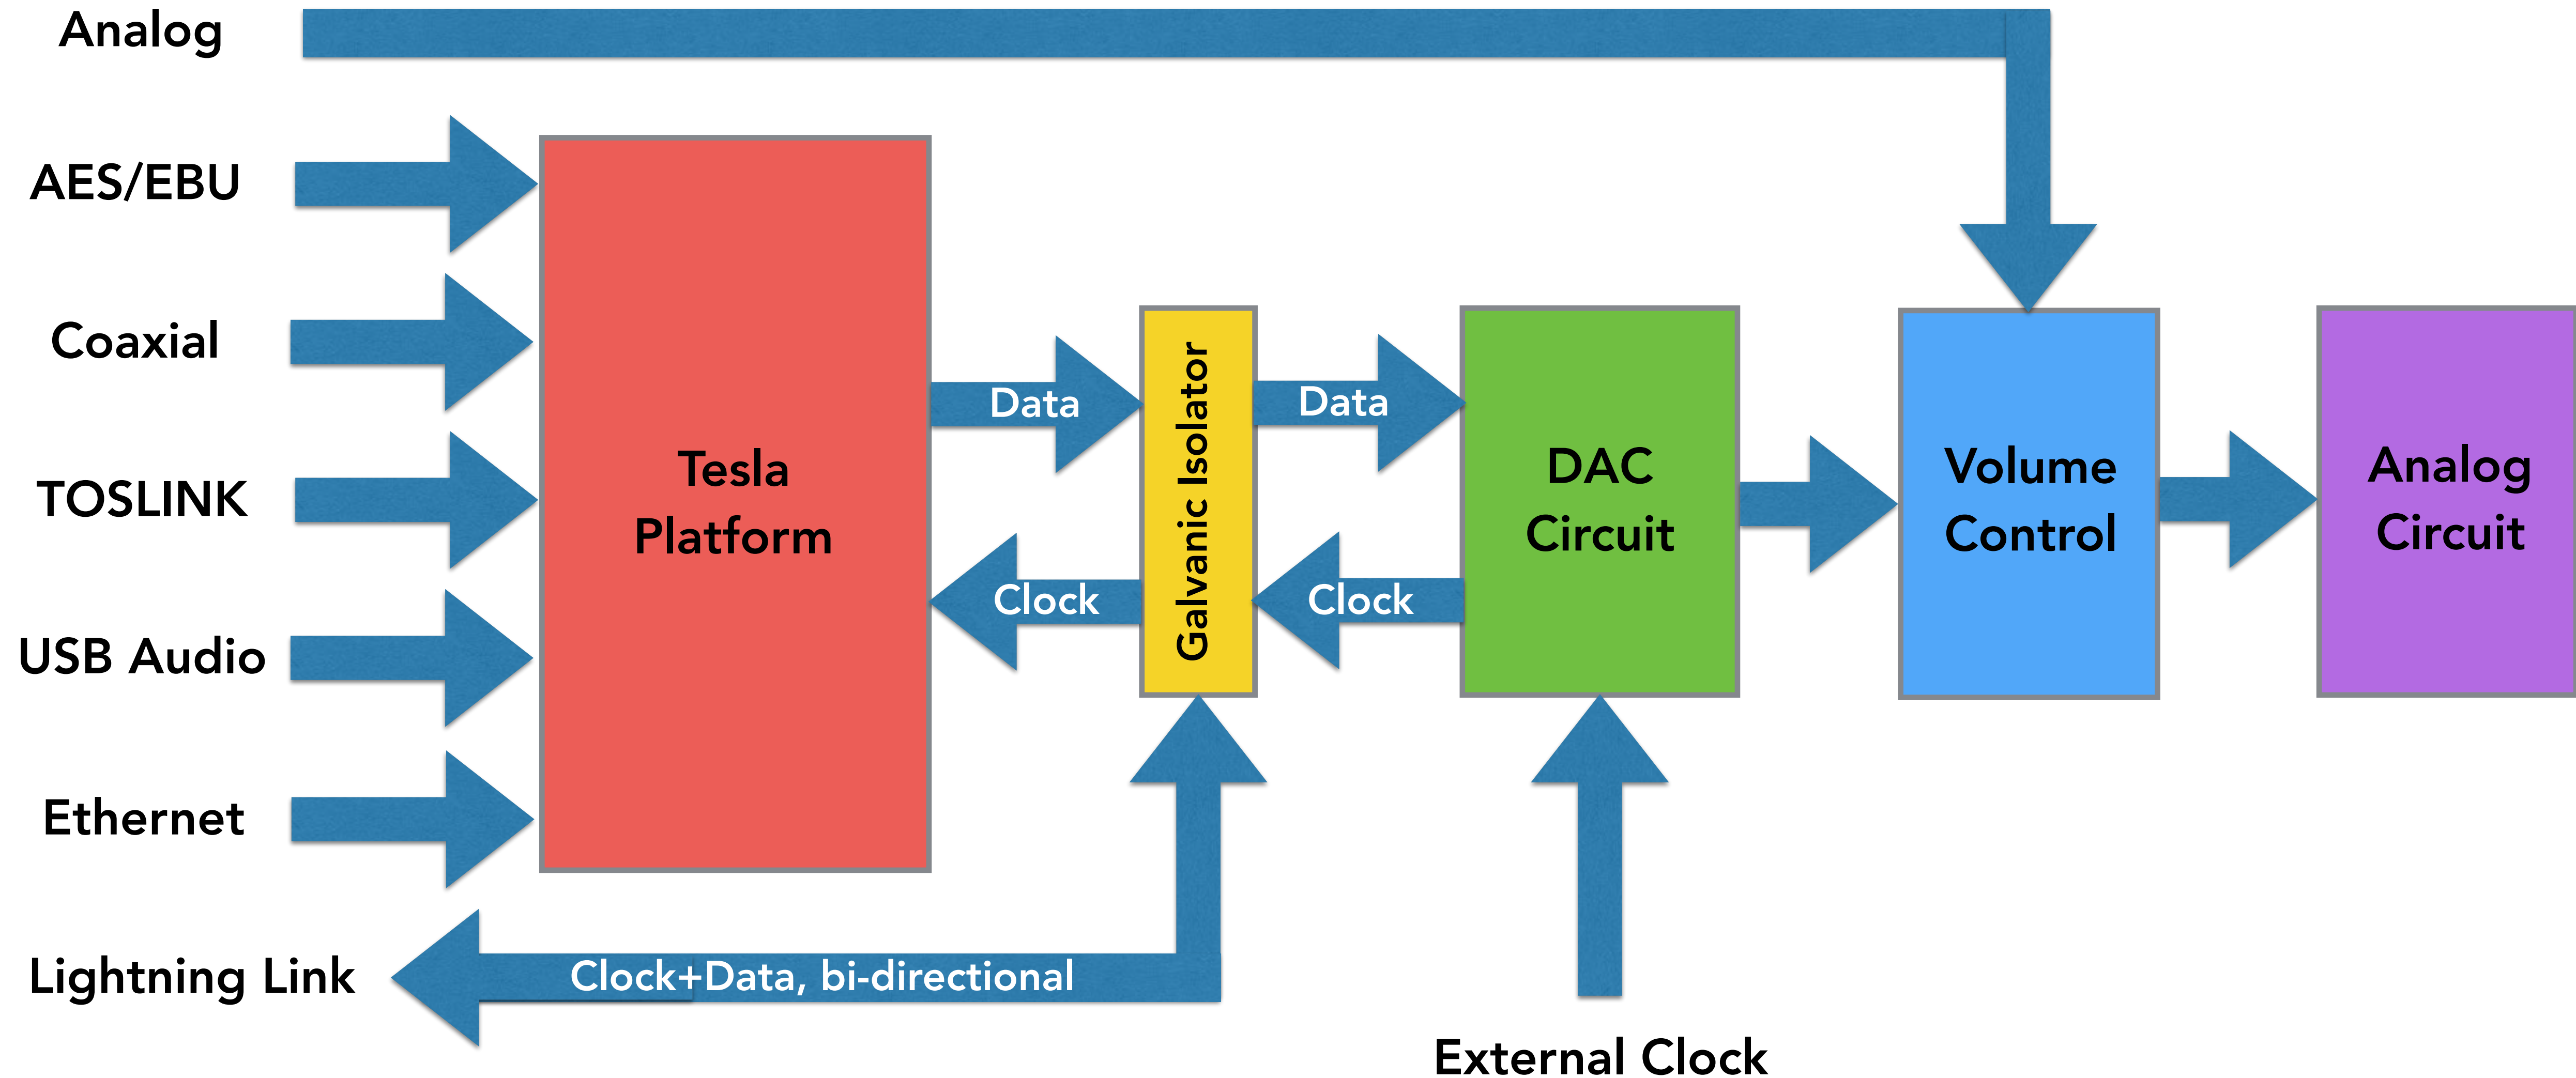 Analog
AES/EBU
Coaxial
TOSLINK
USB Audio
Ethernet
Lightning Link
Tesla
Platform
Data
Clock
Galvanic Isolator
Data
Clock
DAC
Circuit
Volume
Control
Analog
Circuit
Clock+Data, bi-directional
External Clock